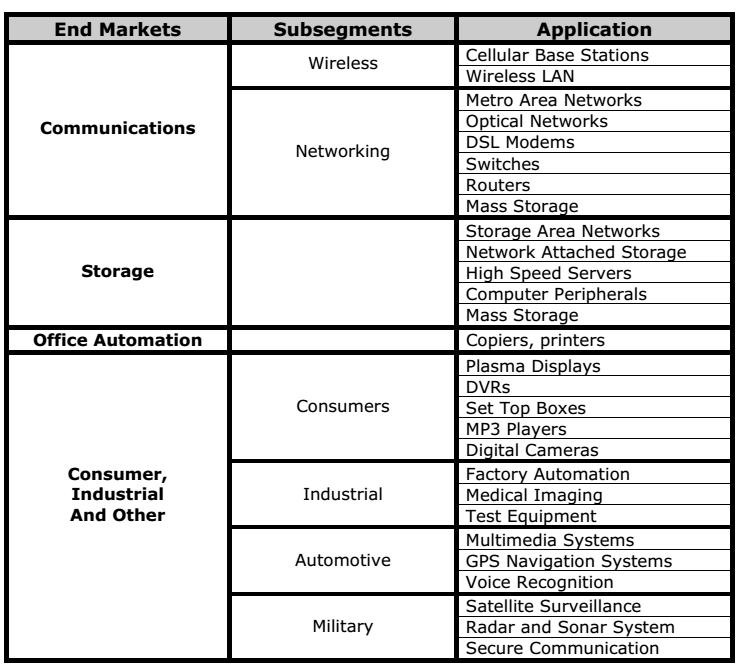 End Markets Subsegments Application
Communications
Wireless
Cellular Base Stations
Wireless LAN
Networking
Metro Area Networks
Optical Networks
DSL Modems
Switches
Routers
Mass Storage
Storage
Storage Area Networks
Network Attached Storage
High Speed Servers
Computer Peripherals
Mass Storage
Office Automation
Copiers, printers
Consumer,
Industrial
And Other
Consumers
Plasma Displays
DVRs
Set Top Boxes
MP3 Players
Digital Cameras
Industrial
Factory Automation
Medical Imaging
Test Equipment
Automotive
Multimedia Systems
GPS Navigation Systems
Voice Recognition
Military
Satellite Surveillance
Radar and Sonar System
Secure Communication